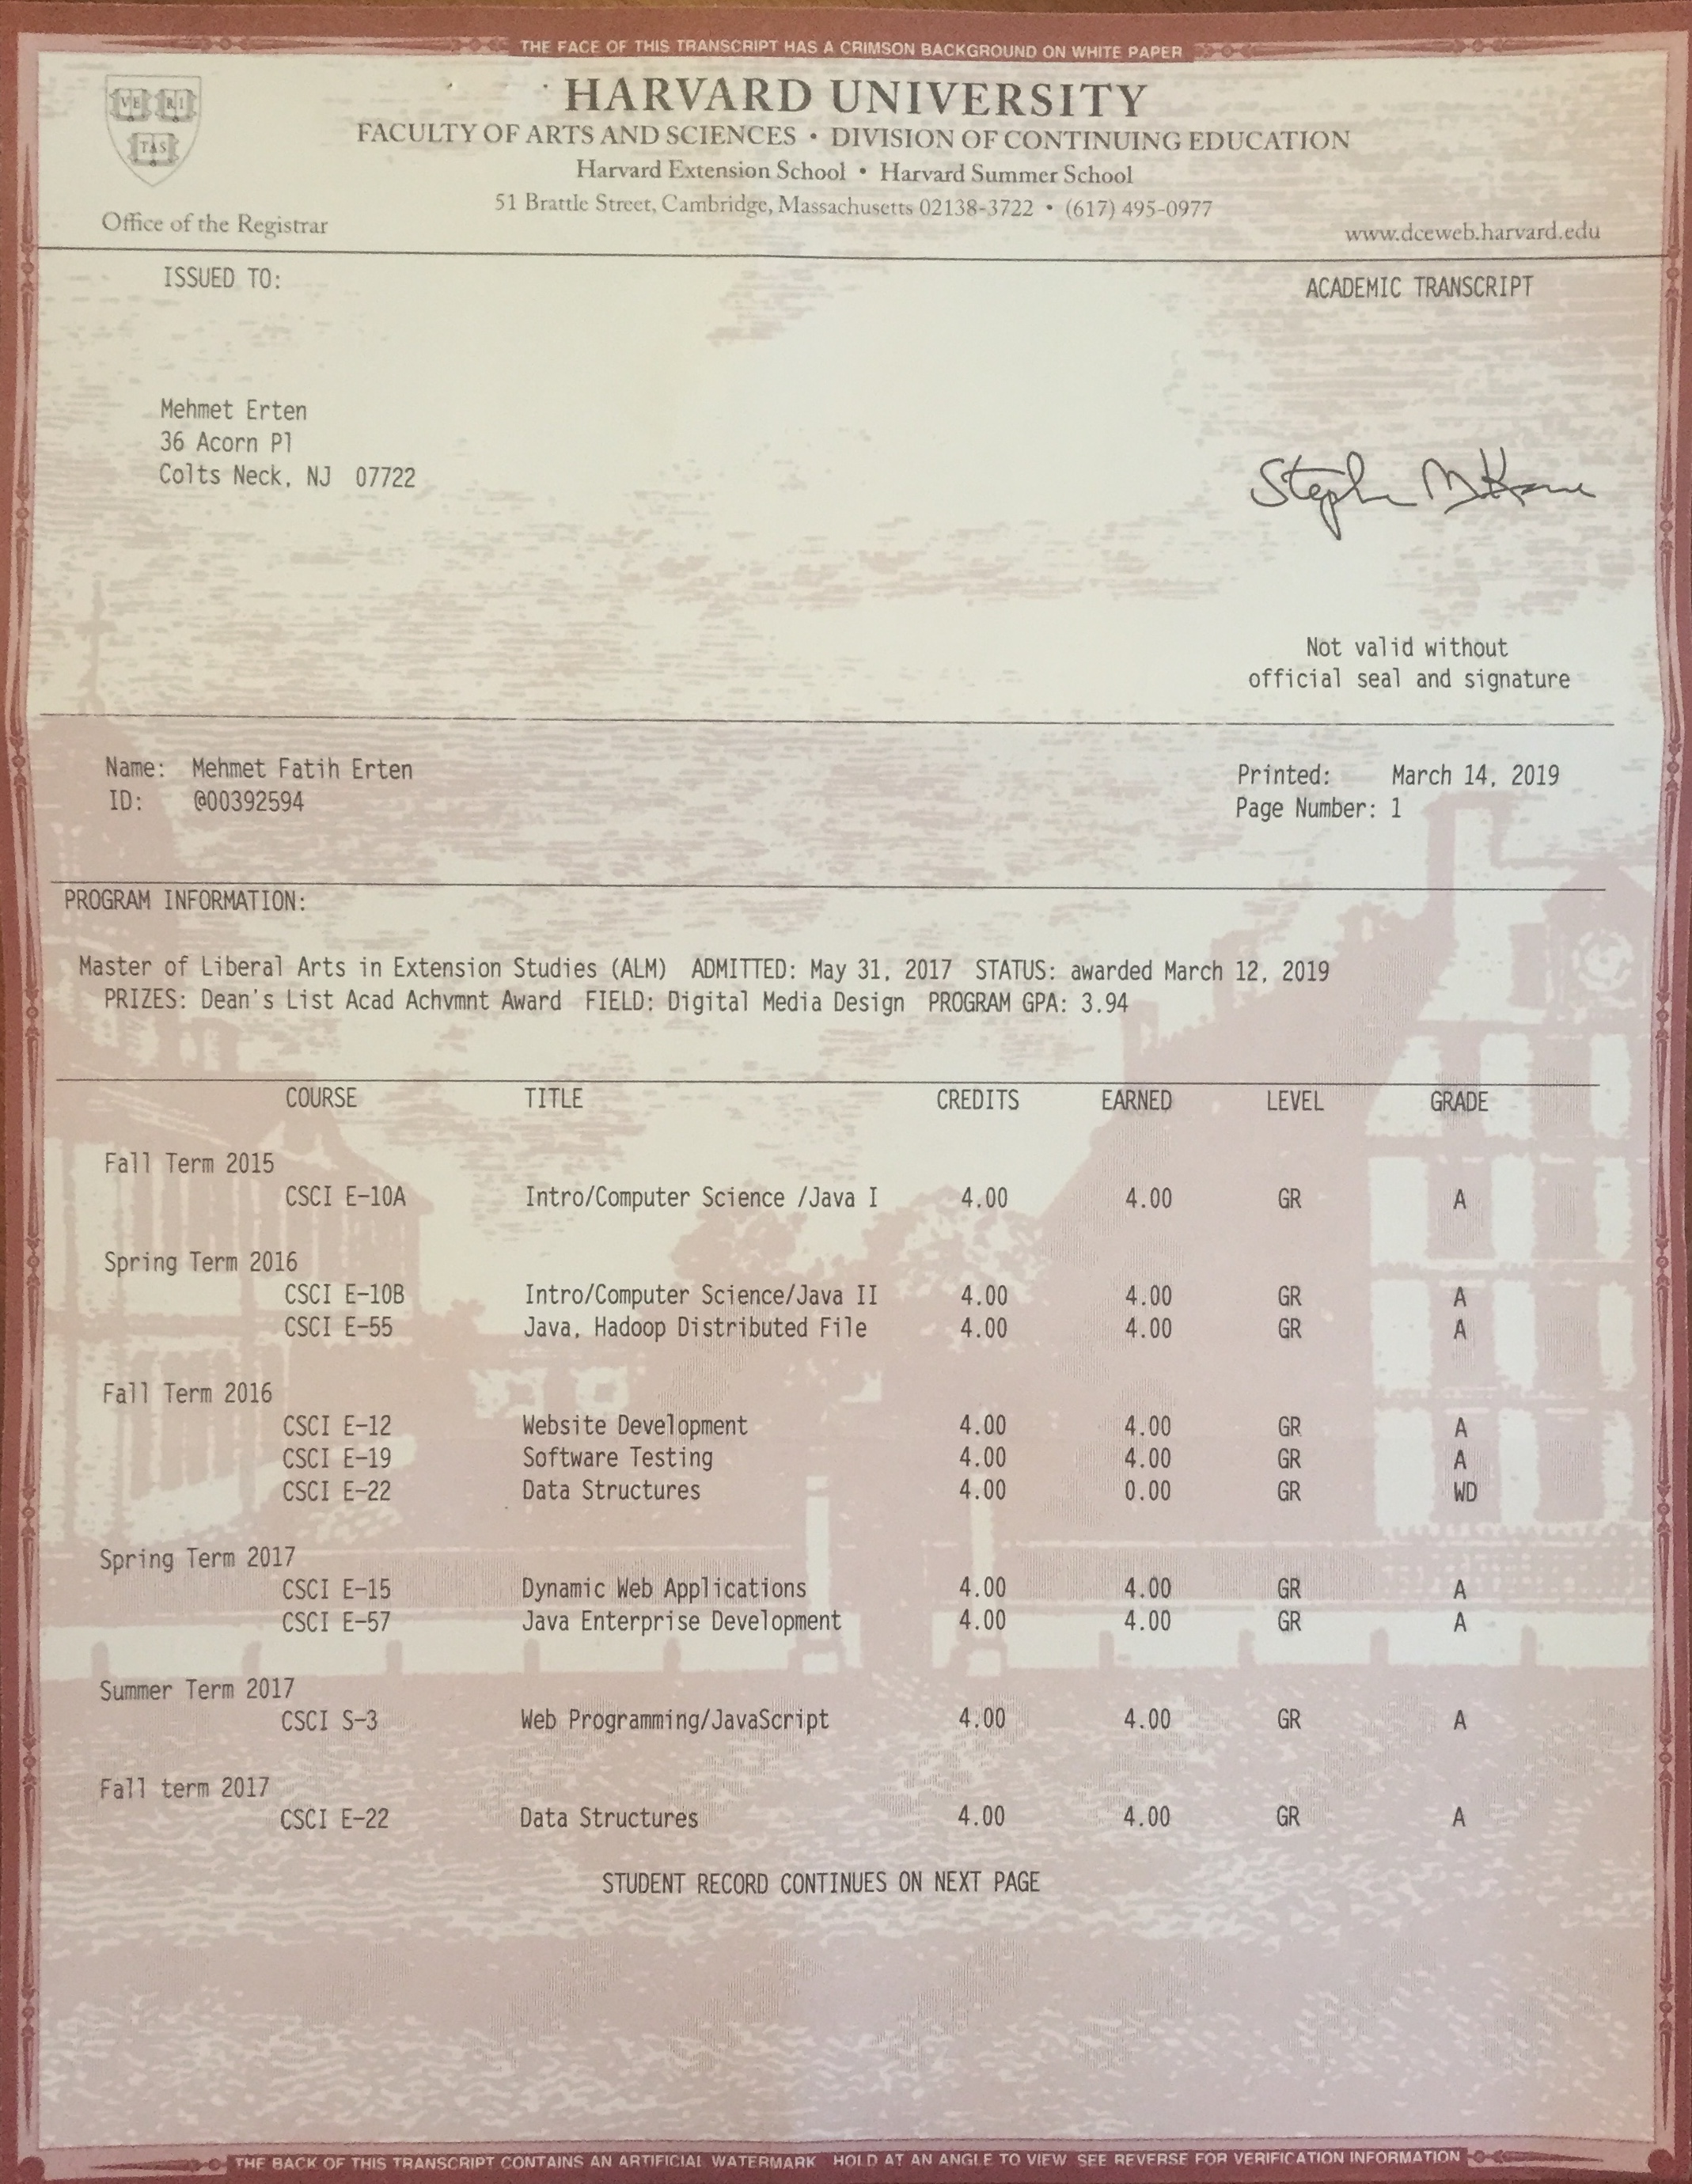 THE FACE OF THIS TRANSCRIPT HAS A CRIMSON BACKGROUND ON WHITE PAPER
VE RI
TAS
HARVARD UNIVERSITY
FACULTY OF ARTS AND SCIENCES • DIVISION OF CONTINUING EDUCATION
Harvard Extension School • Harvard Summer School
51 Brattle Street, Cambridge, Massachusetts 02138-3722 • (617) 495-0977
Office of the Registrar www.dceweb.harvard.edu
ISSUED TO: ACADEMIC TRANSCRIPT
Mehmet Erten
36 Acorn Pl
Colts Neck, NJ 07722
Not valid without
official seal and signature
Name: Mehmet Fatih Erten Printed: March 14, 2019
ID: @00392594 Page Number: 1
PROGRAM INFORMATION:
Master of Liberal Arts in Extension Studies (ALM) ADMITTED: May 31, 2017 STATUS: awarded March 12, 2019
PRIZES: Dean's List Acad Achvmnt Award FIELD: Digital Media Design PROGRAM GPA: 3.94
COURSE TITLE CREDITS EARNED LEVEL GRADE
Fall Term 2015
CSCI E-10A Intro/Computer Science /Java I 4.00 4.00 GR A
Spring Term 2016
CSCI E-10B Intro/Computer Science/Java II 4.00 4.00 GR A
CSCI E-55 Java, Hadoop Distributed File 4.00 4.00 GR A
Fall Term 2016
CSCI E-12 Website Development 4.00 4.00 GR A
CSCI E-19 Software Testing 4.00 4.00 GR A
CSCI E-22 Data Structures 4.00 0.00 GR WD
Spring Term 2017
CSCI E-15 Dynamic Web Applications 4.00 4.00 GR A
CSCI E-57 Java Enterprise Development 4.00 4.00 GR A
Summer Term 2017
CSCI S-3 Web Programming/JavaScript 4.00 4.00 GR A
Fall term 2017
CSCI E-22 Data Structures 4.00 4.00 GR A
STUDENT RECORD CONTINUES ON NEXT PAGE
THE BACK OF THIS TRANSCRIPT CONTAINS AN ARTIFICIAL WATERMARK HOLD AT AN ANGLE TO VIEW SEE REVERSE FOR VERIFICATION INFORMATION